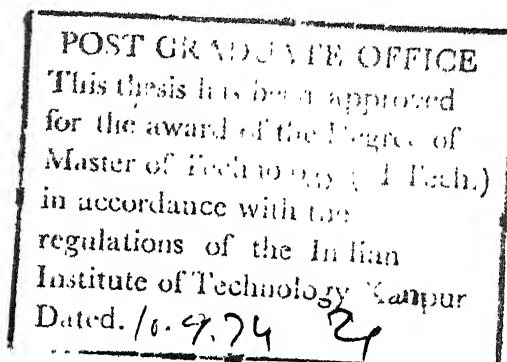 POST GRADUATE OFFICE
This thesis has been approved
for the award of the Degree of
Master of Technology (M. Tech.)
in accordance with the
regulations of the Indian
Institute of Technology Kanpur
Dated. 10.9.74